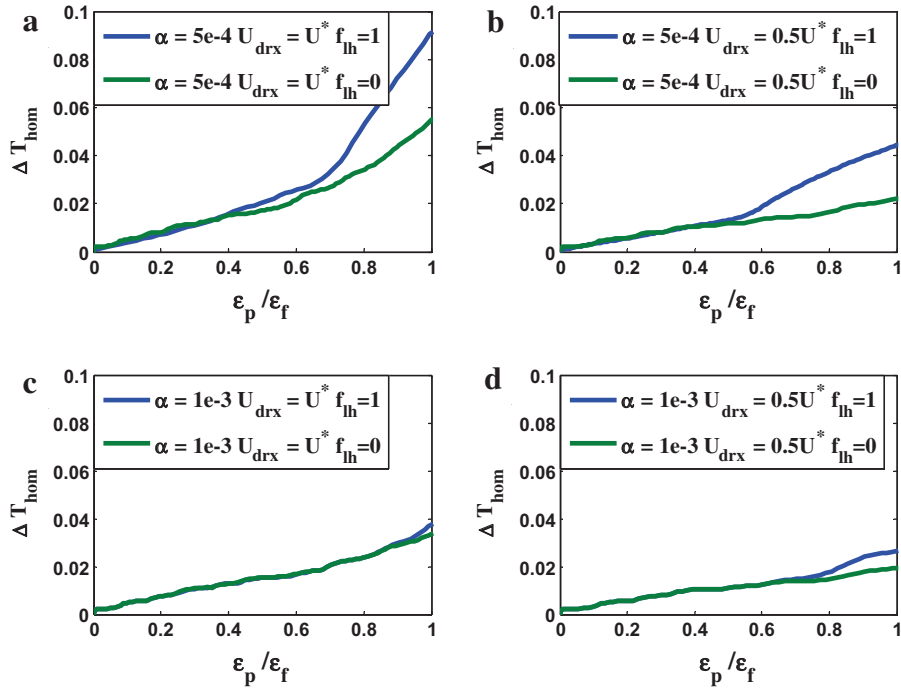 a
α = 5e-4 U_drx = U* f_lh=1
α = 5e-4 U_drx = U* f_lh=0
0.1
0.08
0.06
0.04
0.02
0
Δ T_hom
0 0.2 0.4 0.6 0.8 1
ε_p/ε_f
b
α = 5e-4 U_drx = 0.5U* f_lh=1
α = 5e-4 U_drx = 0.5U* f_lh=0
0.1
0.08
0.06
0.04
0.02
0
Δ T_hom
0 0.2 0.4 0.6 0.8 1
ε_p/ε_f
c
α = 1e-3 U_drx = U* f_lh=1
α = 1e-3 U_drx = U* f_lh=0
0.1
0.08
0.06
0.04
0.02
0
Δ T_hom
0 0.2 0.4 0.6 0.8 1
ε_p/ε_f
d
α = 1e-3 U_drx = 0.5U* f_lh=1
α = 1e-3 U_drx = 0.5U* f_lh=0
0.1
0.08
0.06
0.04
0.02
0
Δ T_hom
0 0.2 0.4 0.6 0.8 1
ε_p/ε_f